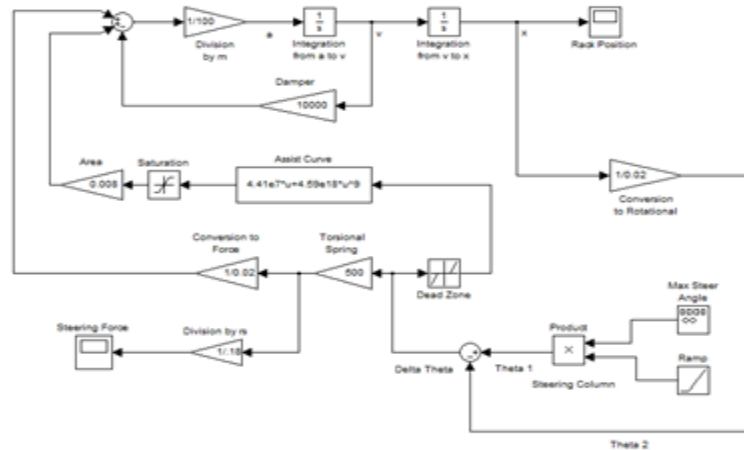 1/100
Division
by m
a
1
s
Integration
from a to v
v
1
s
Integration
from v to x
x
Rack Position
Damper
10000
Area
0.008
Saturation
Assist Curve
4.41e7*u+4.59e18*u^9
1/0.02
Conversion
to Rotational
Conversion to
Force
1/0.02
Torsional
Spring
500
Dead Zone
Max Steer
Angle
Steering Force
Division by rs
1/.18
Delta Theta
Theta 1
Product
×
Steering Column
Ramp
Theta 2